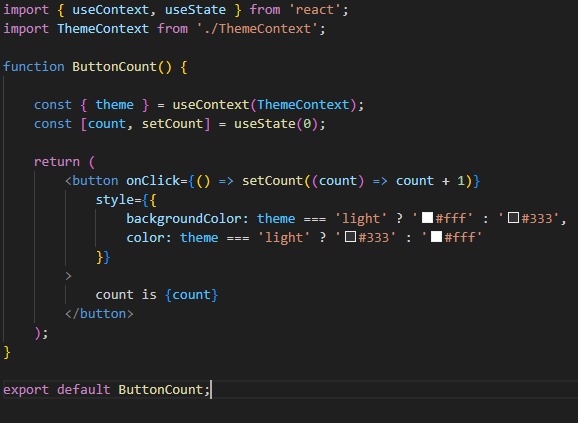 import { useContext, useState } from 'react';
import ThemeContext from './ThemeContext';
function ButtonCount() {
const { theme } = useContext(ThemeContext);
const [count, setCount] = useState(0);
return (
<button onClick={() => setCount((count) => count + 1)}
style={{
backgroundColor: theme === 'light' ? '#fff' : '#333',
color: theme === 'light' ? '#333' : '#fff'
}}
>
count is {count}
</button>
);
}
export default ButtonCount;